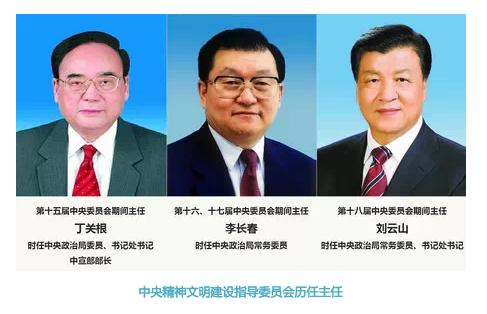 第十五届中央委员会期间主任
丁关根
时任中央政治局委员、书记处书记
中宣部部长
第十六、十七届中央委员会期间主任
李长春
时任中央政治局常务委员
第十八届中央委员会期间主任
刘云山
时任中央政治局常务委员、书记处书记
中央精神文明建设指导委员会历任主任